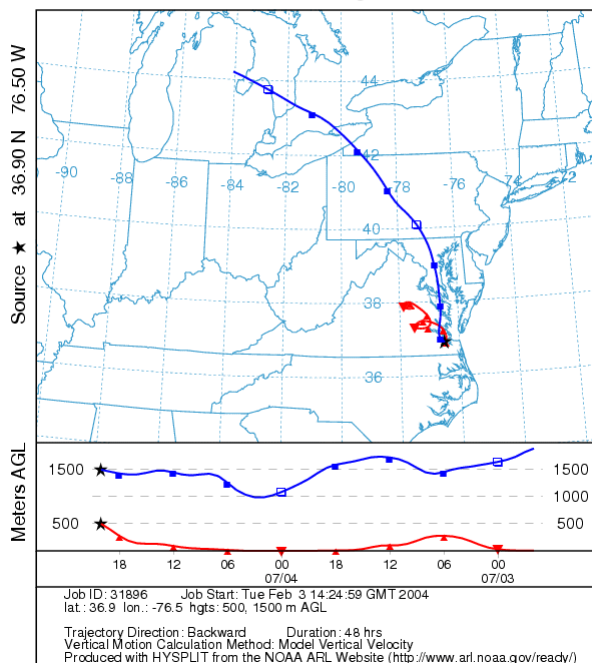 Source ★ at 36.90 N 76.50 W
44
42
-90 -88 -86 -84 -82 -80 -78 -76 -74 -72
40
38
36
Meters AGL
1500 1500
1000
500 500
18 12 06 00 18 12 06 00
07/04 07/03
Job ID: 31896 Job Start: Tue Feb 3 14:24:59 GMT 2004
lat.: 36.9 lon.: -76.5 hgts: 500, 1500 m AGL
Trajectory Direction: Backward Duration: 48 hrs
Vertical Motion Calculation Method: Model Vertical Velocity
Produced with HYSPLIT from the NOAA ARL Website (http://www.arl.noaa.gov/ready/)